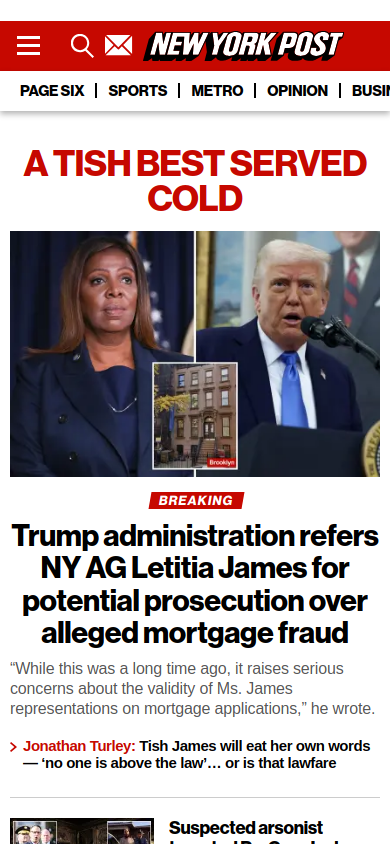 NEW YORK POST
PAGE SIX
SPORTS
METRO
OPINION
A TISH BEST SERVED
COLD
Brooklyn
BREAKING
Trump administration refers
NY AG Letitia James for
potential prosecution over
alleged mortgage fraud
“While this was a long time ago, it raises serious
concerns about the validity of Ms. James
representations on mortgage applications,” he wrote.
Jonathan Turley: Tish James will eat her own words
— ‘no one is above the law’… or is that lawfare
Suspected arsonist